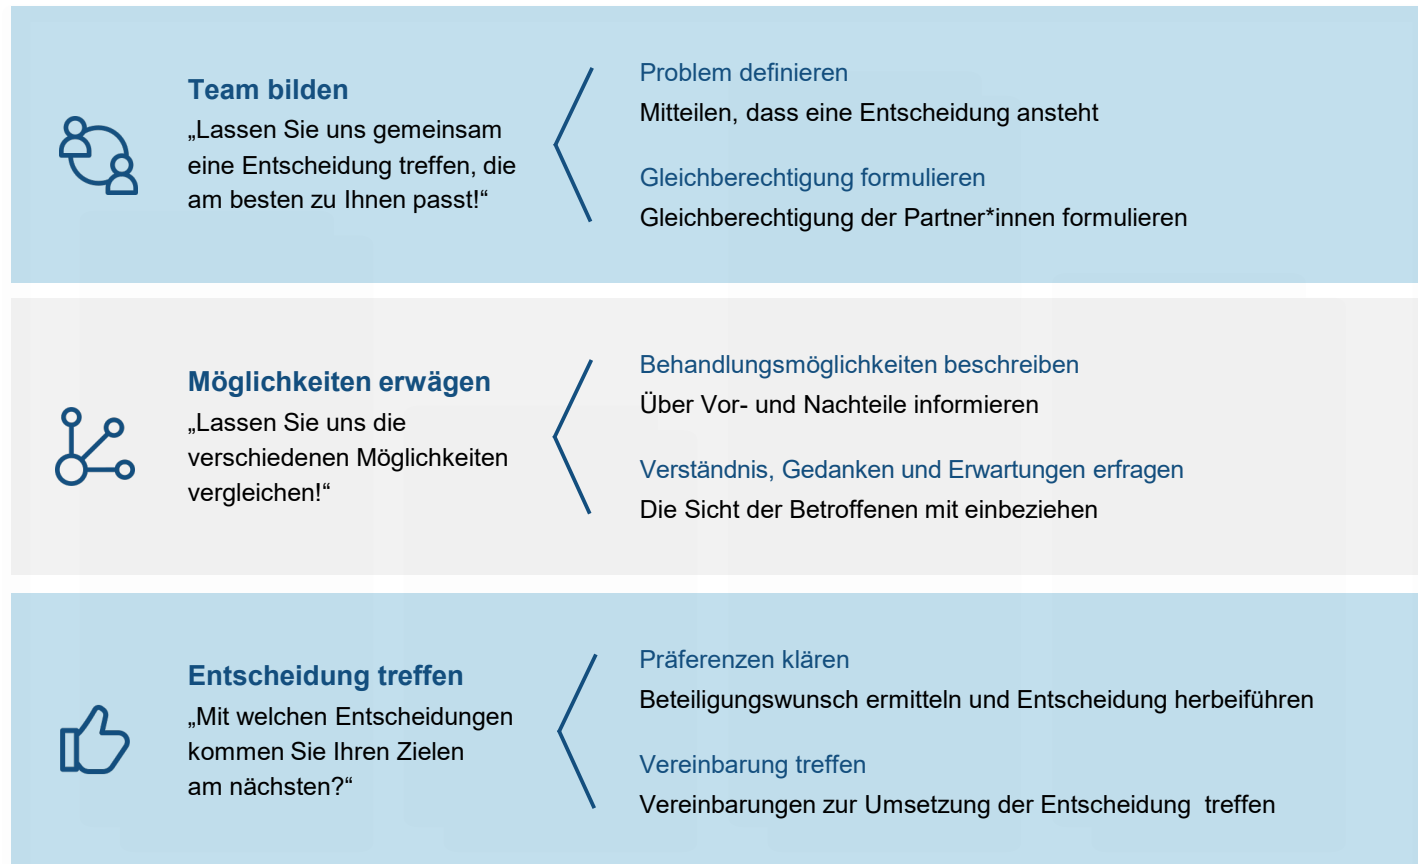 Team bilden
„Lassen Sie uns gemeinsam
eine Entscheidung treffen, die
am besten zu Ihnen passt!“
Problem definieren
Mitteilen, dass eine Entscheidung ansteht
Gleichberechtigung formulieren
Gleichberechtigung der Partner*innen formulieren
Möglichkeiten erwägen
„Lassen Sie uns die
verschiedenen Möglichkeiten
vergleichen!“
Behandlungsmöglichkeiten beschreiben
Über Vor- und Nachteile informieren
Verständnis, Gedanken und Erwartungen erfragen
Die Sicht der Betroffenen mit einbeziehen
Entscheidung treffen
„Mit welchen Entscheidungen
kommen Sie Ihren Zielen
am nächsten?“
Präferenzen klären
Beteiligungswunsch ermitteln und Entscheidung herbeiführen
Vereinbarung treffen
Vereinbarungen zur Umsetzung der Entscheidung  treffen